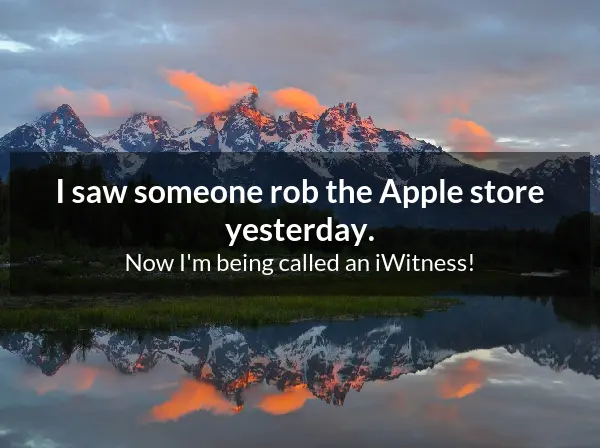 I saw someone rob the Apple store
yesterday.
Now I'm being called an iWitness!